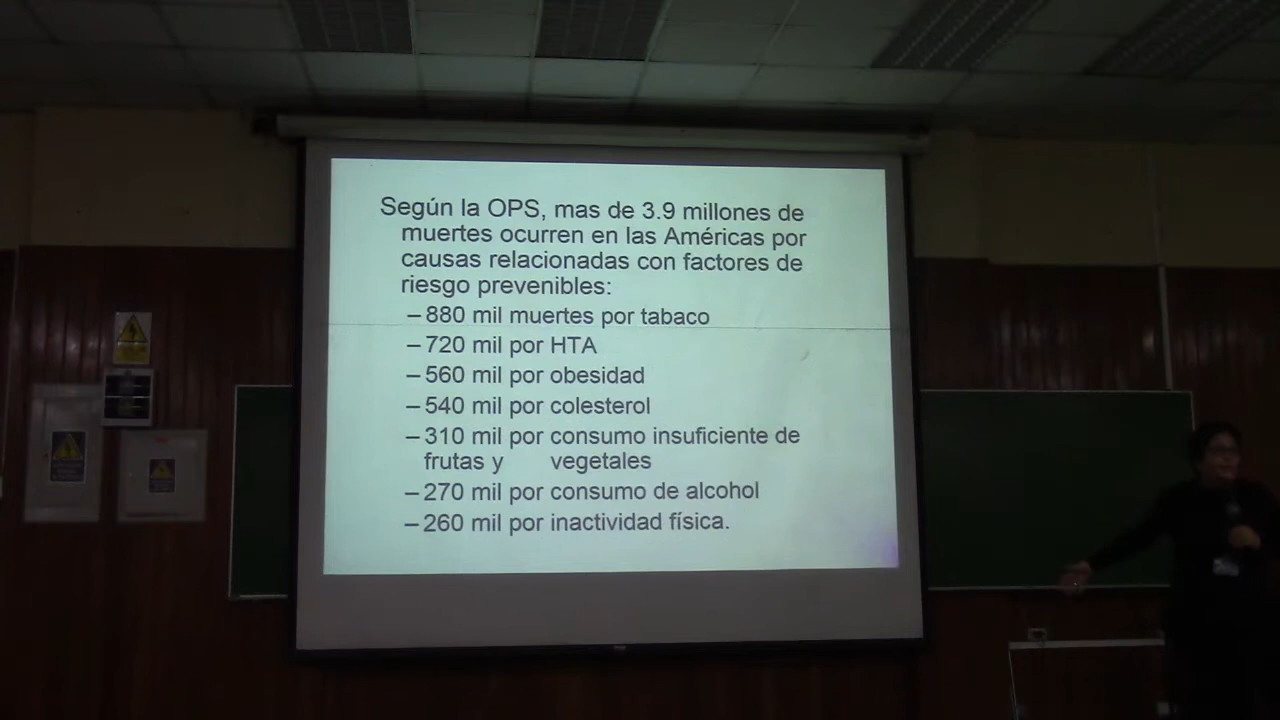 Según la OPS, mas de 3.9 millones de
muertes ocurren en las Américas por
causas relacionadas con factores de
riesgo prevenibles:
– 880 mil muertes por tabaco
– 720 mil por HTA
– 560 mil por obesidad
– 540 mil por colesterol
– 310 mil por consumo insuficiente de
frutas y vegetales
– 270 mil por consumo de alcohol
– 260 mil por inactividad física.